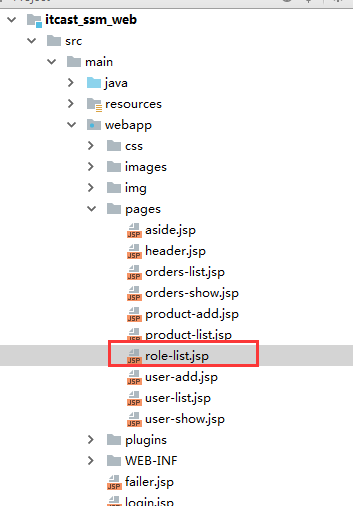 itcast_ssm_web
src
main
java
resources
webapp
css
images
img
pages
JSP aside.jsp
JSP header.jsp
JSP orders-list.jsp
JSP orders-show.jsp
JSP product-add.jsp
JSP product-list.jsp
JSP role-list.jsp
JSP user-add.jsp
JSP user-list.jsp
JSP user-show.jsp
plugins
WEB-INF
JSP failer.jsp
JSP login.jsp